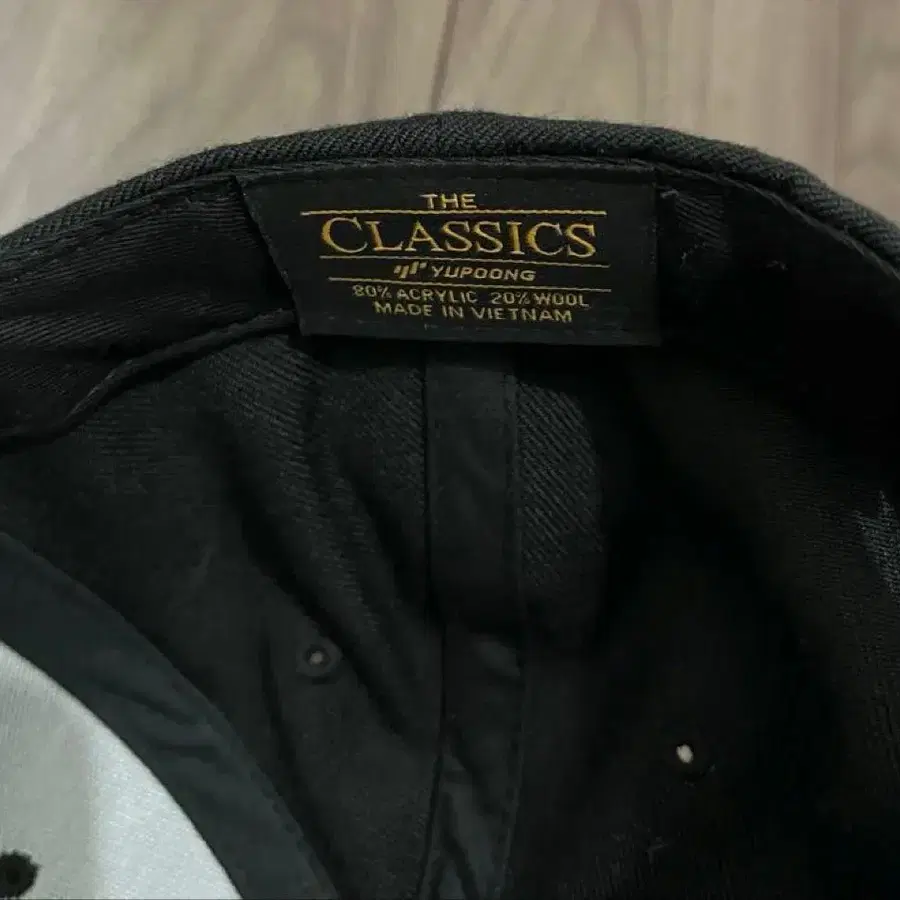 THE
CLASSICS
YUPOONG
80% ACRYLIC 20% WOOL
MADE IN VIETNAM